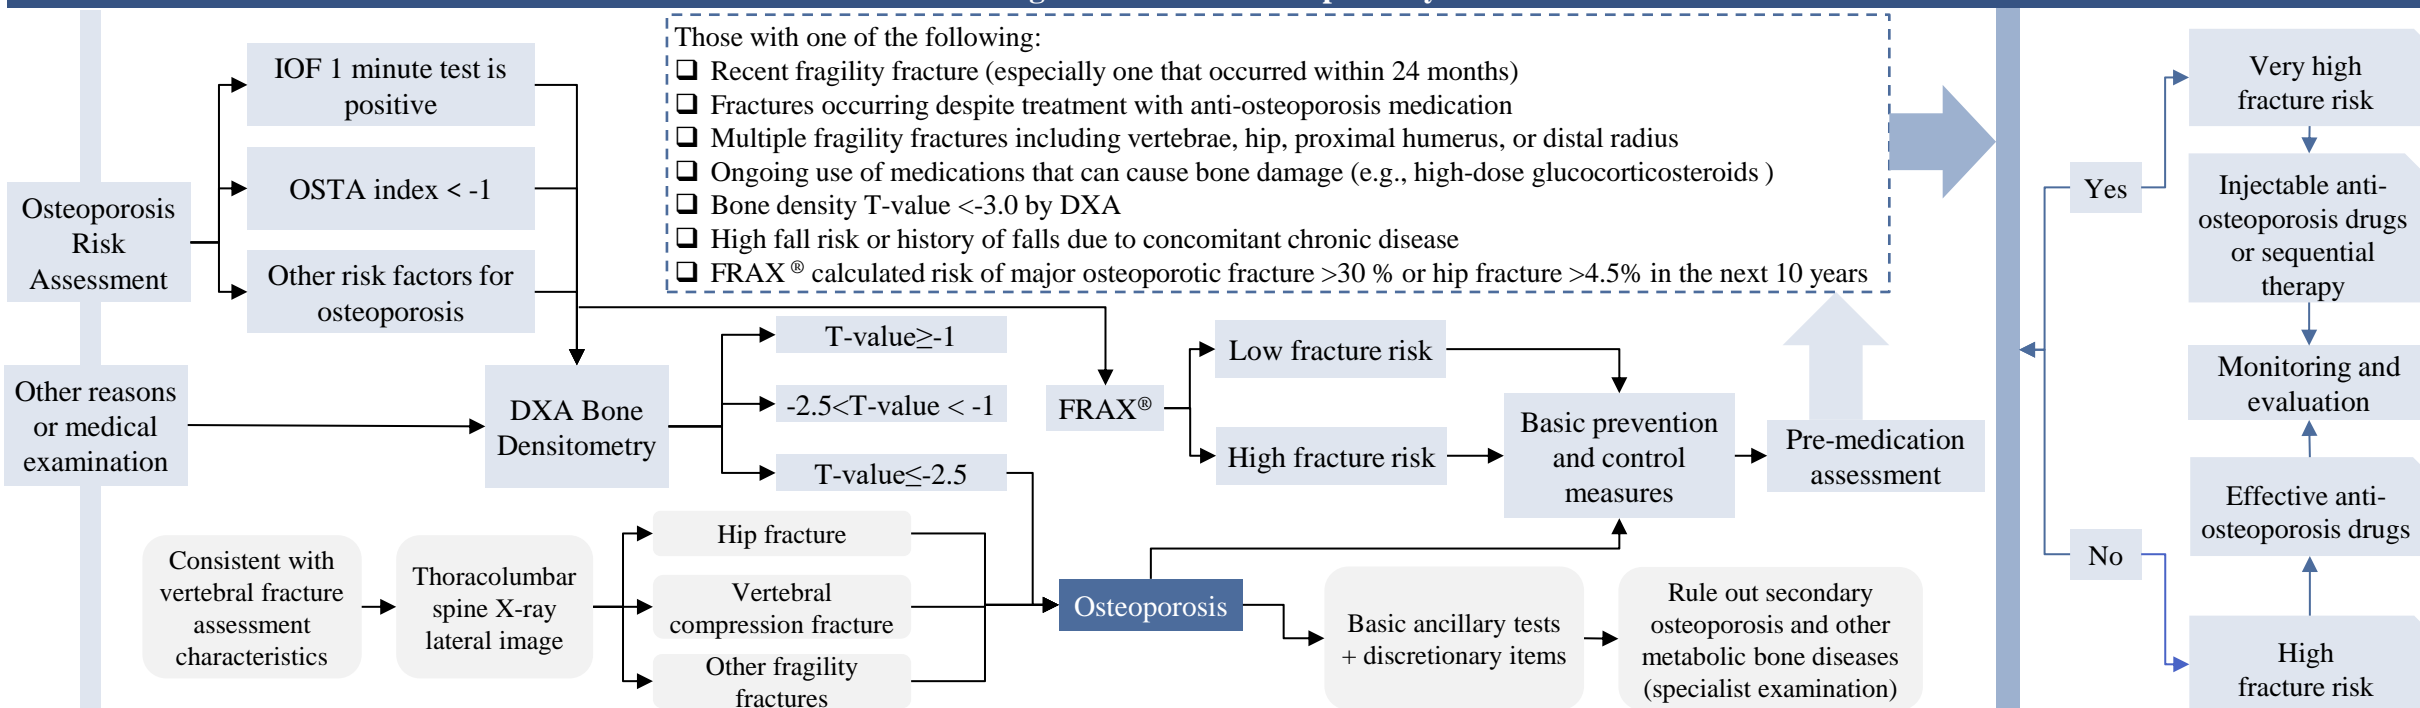 Those with one of the following:
❑ Recent fragility fracture (especially one that occurred within 24 months)
❑ Fractures occurring despite treatment with anti-osteoporosis medication
❑ Multiple fragility fractures including vertebrae, hip, proximal humerus, or distal radius
❑ Ongoing use of medications that can cause bone damage (e.g., high-dose glucocorticosteroids )
❑ Bone density T-value <-3.0 by DXA
❑ High fall risk or history of falls due to concomitant chronic disease
❑ FRAX ® calculated risk of major osteoporotic fracture >30 % or hip fracture >4.5% in the next 10 years
Osteoporosis
Risk
Assessment
IOF 1 minute test is
positive
OSTA index < -1
Other risk factors for
osteoporosis
Other reasons
or medical
examination
DXA Bone
Densitometry
T-value≥-1
-2.5<T-value < -1
T-value≤-2.5
FRAX®
Low fracture risk
High fracture risk
Basic prevention
and control
measures
Pre-medication
assessment
Consistent with
vertebral fracture
assessment
characteristics
Thoracolumbar
spine X-ray
lateral image
Hip fracture
Vertebral
compression fracture
Other fragility
fractures
Osteoporosis
Basic ancillary tests
+ discretionary items
Rule out secondary
osteoporosis and other
metabolic bone diseases
(specialist examination)
Yes
No
Very high
fracture risk
Injectable anti-
osteoporosis drugs
or sequential
therapy
Monitoring and
evaluation
Effective anti-
osteoporosis drugs
High
fracture risk